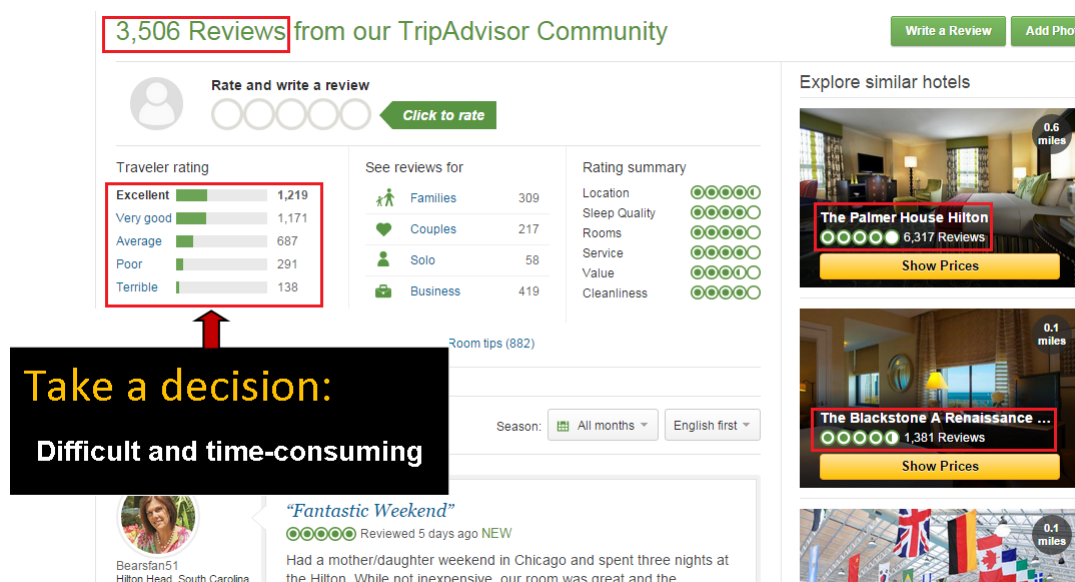 3,506 Reviews from our TripAdvisor Community
Write a Review
Add Pho
Rate and write a review
Click to rate
Traveler rating
Excellent 1,219
Very good 1,171
Average 687
Poor 291
Terrible 138
See reviews for
Families 309
Couples 217
Solo 58
Business 419
Rating summary
Location
Sleep Quality
Rooms
Service
Value
Cleanliness
Room tips (882)
Take a decision:
Difficult and time-consuming
Season: All months English first
Bearsfan51
Hilton Head, South Carolina
“Fantastic Weekend”
Reviewed 5 days ago NEW
Had a mother/daughter weekend in Chicago and spent three nights at
the Hilton. While not inexpensive, our room was great and the
Explore similar hotels
0.6
miles
The Palmer House Hilton
6,317 Reviews
Show Prices
0.1
miles
The Blackstone A Renaissance ...
1,381 Reviews
Show Prices
0.1
miles